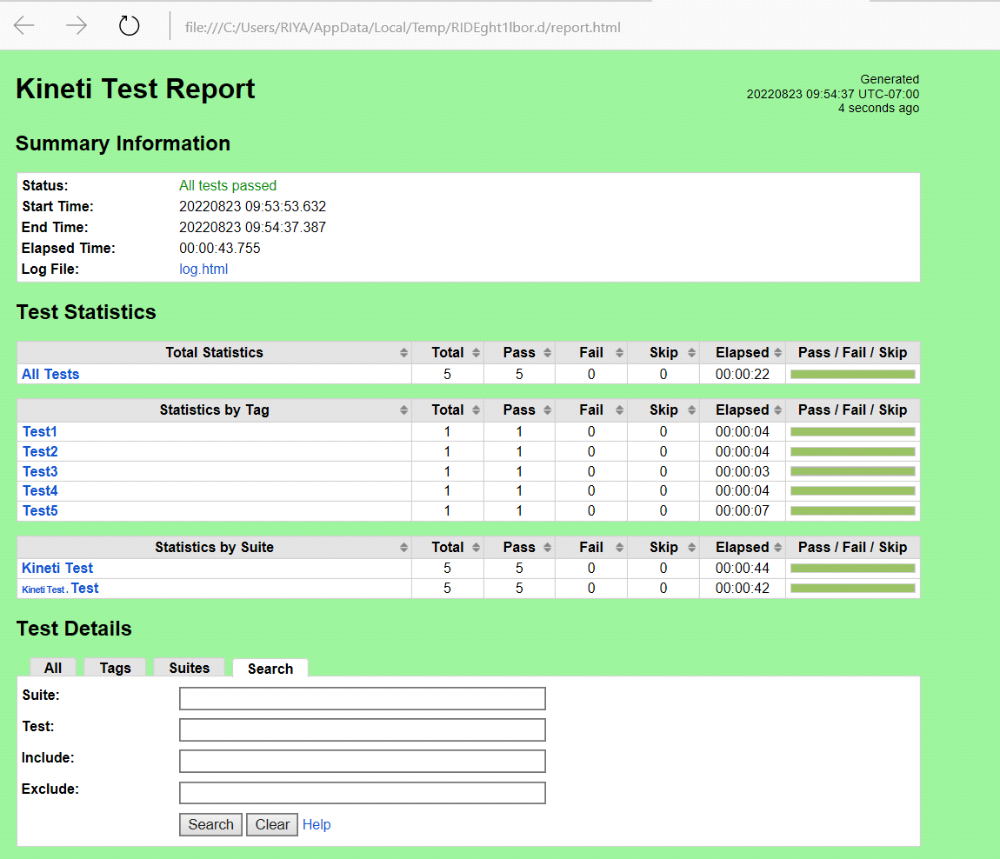 file:///C:/Users/RIYA/AppData/Local/Temp/RIDEght1lbor.d/report.html
Kineti Test Report
Generated
20220823 09:54:37 UTC-07:00
4 seconds ago
Summary Information
Status: All tests passed
Start Time: 20220823 09:53:53.632
End Time: 20220823 09:54:37.387
Elapsed Time: 00:00:43.755
Log File: log.html
Test Statistics
Total Statistics Total Pass Fail Skip Elapsed Pass / Fail / Skip
All Tests 5 5 0 0 00:00:22
Statistics by Tag Total Pass Fail Skip Elapsed Pass / Fail / Skip
Test1 1 1 0 0 00:00:04
Test2 1 1 0 0 00:00:04
Test3 1 1 0 0 00:00:03
Test4 1 1 0 0 00:00:04
Test5 1 1 0 0 00:00:07
Statistics by Suite Total Pass Fail Skip Elapsed Pass / Fail / Skip
Kineti Test 5 5 0 0 00:00:44
Kineti Test . Test 5 5 0 0 00:00:42
Test Details
All Tags Suites Search
Suite:
Test:
Include:
Exclude:
Search Clear Help